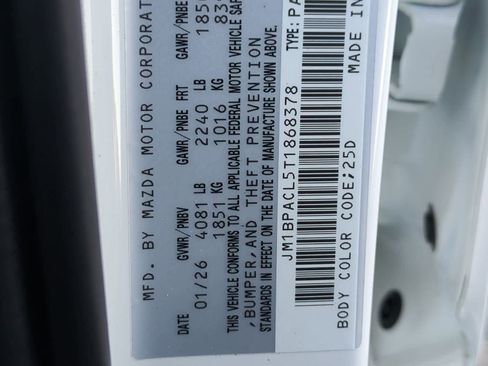 MFD. BY MAZDA MOTOR CORPORAT
GVWR/PNBV GAWR/PNBE FRT GAWR/PNBE
DATE 01/26 4081 LB 2240 LB 185
1851 KG 1016 KG 83
THIS VEHICLE CONFORMS TO ALL APPLICABLE FEDERAL MOTOR VEHICLE SAF
,BUMPER,AND THEFT PREVENTION
STANDARDS IN EFFECT ON THE DATE OF MANUFACTURE SHOWN ABOVE.
JM1BPACL5T1868378 TYPE:PA
BODY COLOR CODE;25D MADE IN